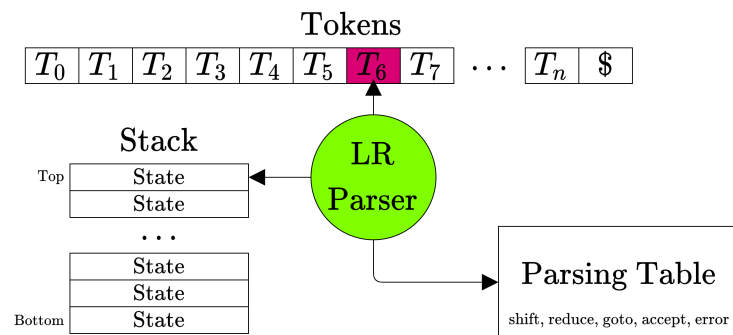 Tokens
T0 T1 T2 T3 T4 T5 T6 T7 ... Tn $
Stack
Top State
State
...
State
State
Bottom State
LR
Parser
Parsing Table
shift, reduce, goto, accept, error